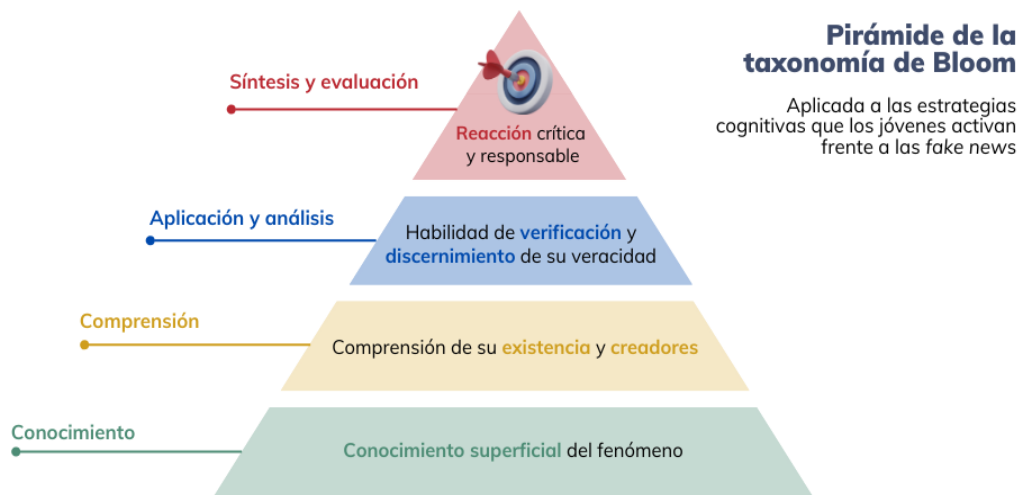 Pirámide de la
taxonomía de Bloom
Aplicada a las estrategias
cognitivas que los jóvenes activan
frente a las fake news
Síntesis y evaluación
Reacción crítica
y responsable
Aplicación y análisis
Habilidad de verificación y
discernimiento de su veracidad
Comprensión
Comprensión de su existencia y creadores
Conocimiento
Conocimiento superficial del fenómeno